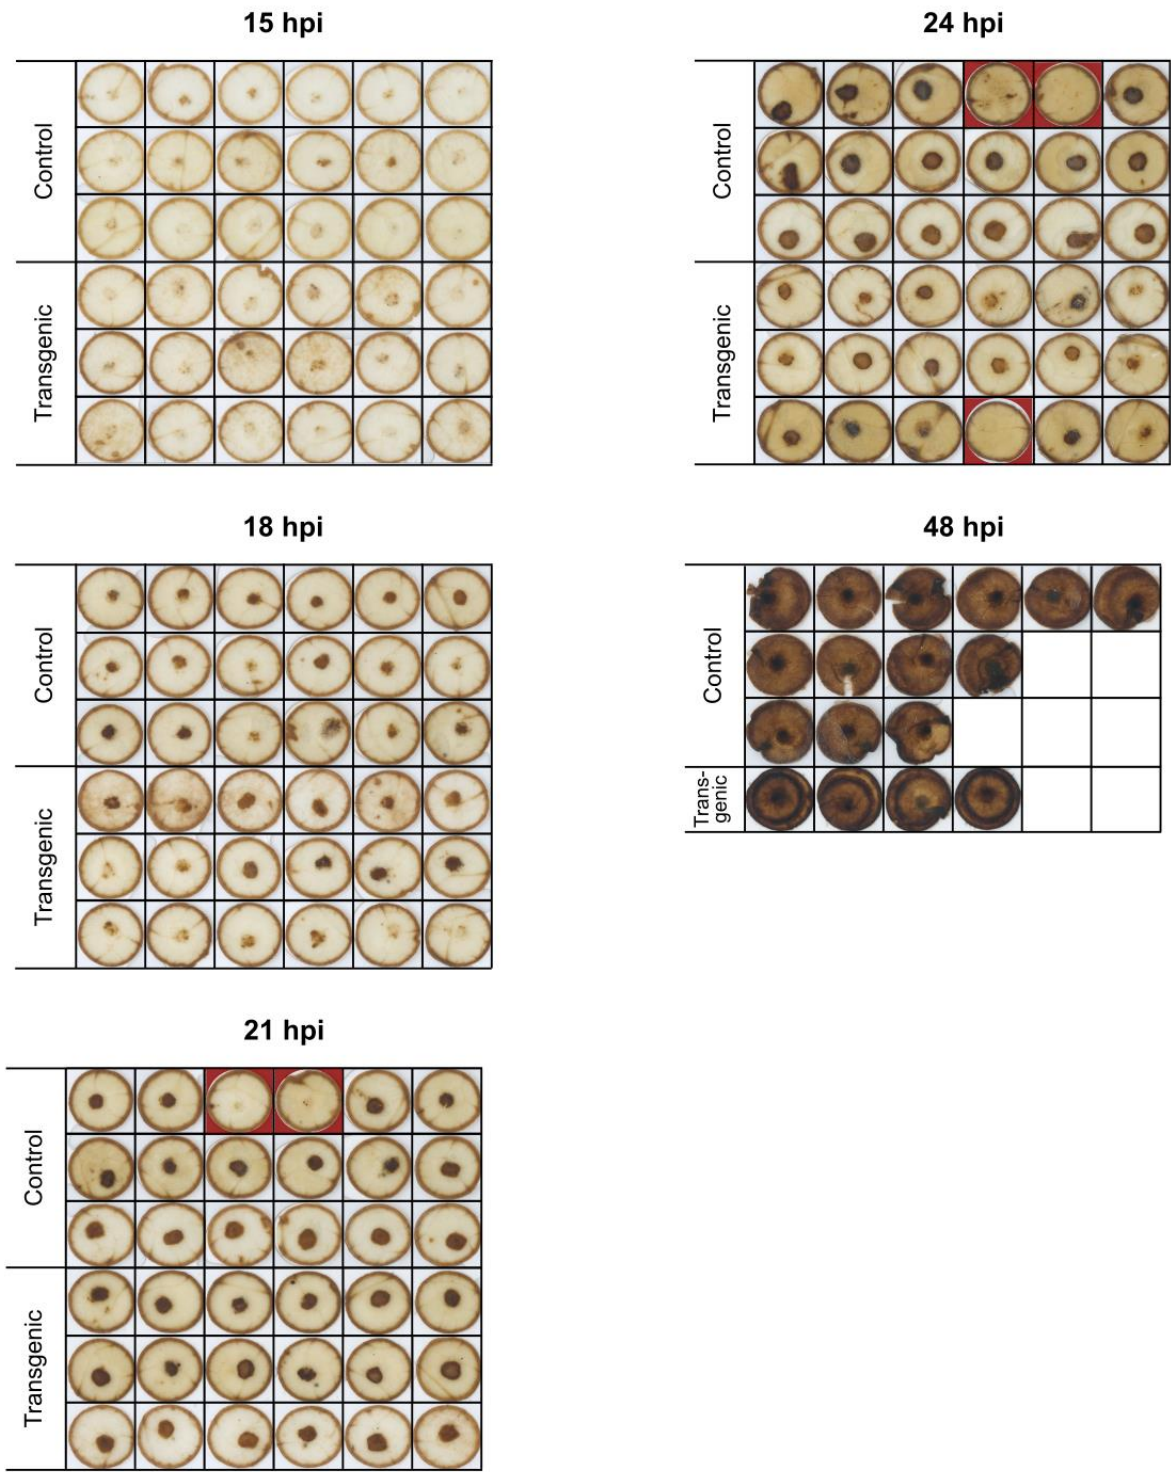 15 hpi
Control
Transgenic
24 hpi
Control
Transgenic
18 hpi
Control
Transgenic
48 hpi
Control
Trans-
genic
21 hpi
Control
Transgenic